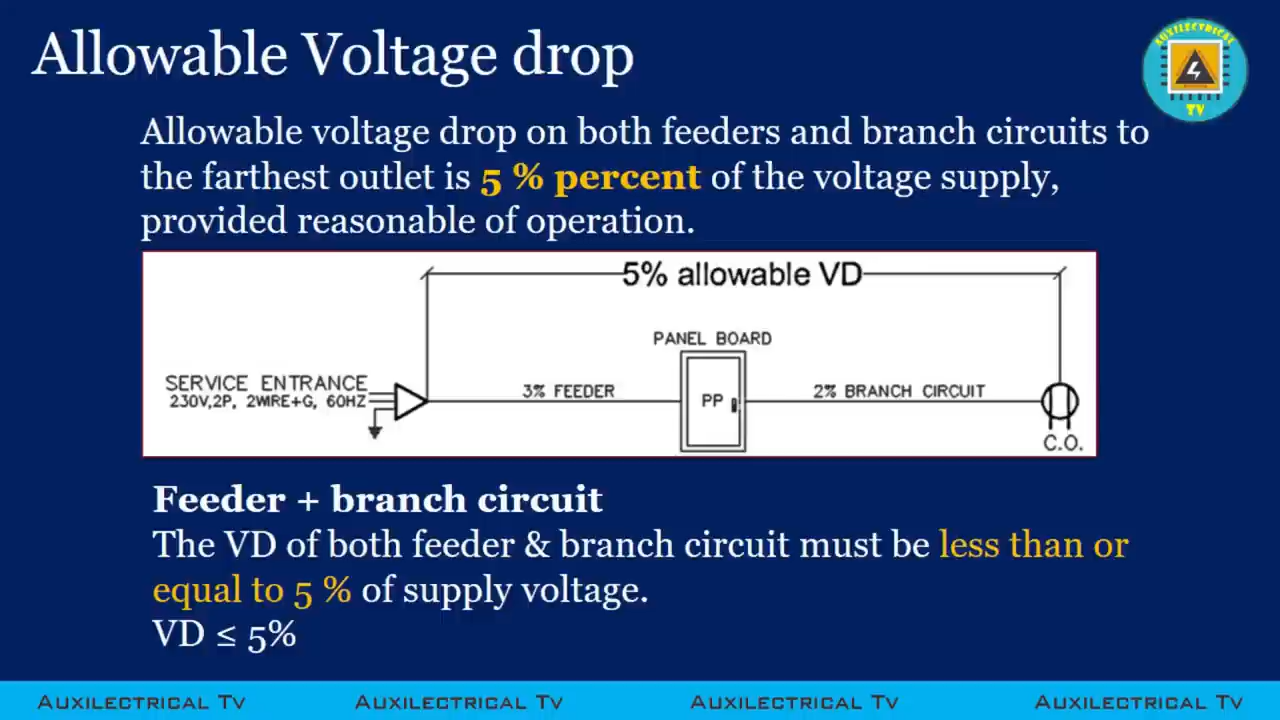 Allowable Voltage drop
AUXILECTRICAL
TV
Allowable voltage drop on both feeders and branch circuits to
the farthest outlet is 5 % percent of the voltage supply,
provided reasonable of operation.
5% allowable VD
PANEL BOARD
SERVICE ENTRANCE
230V,2P, 2WIRE+G, 60HZ
3% FEEDER
PP
2% BRANCH CIRCUIT
C.O.
Feeder + branch circuit
The VD of both feeder & branch circuit must be less than or
equal to 5 % of supply voltage.
VD ≤ 5%
Auxilectrical Tv Auxilectrical Tv Auxilectrical Tv Auxilectrical Tv